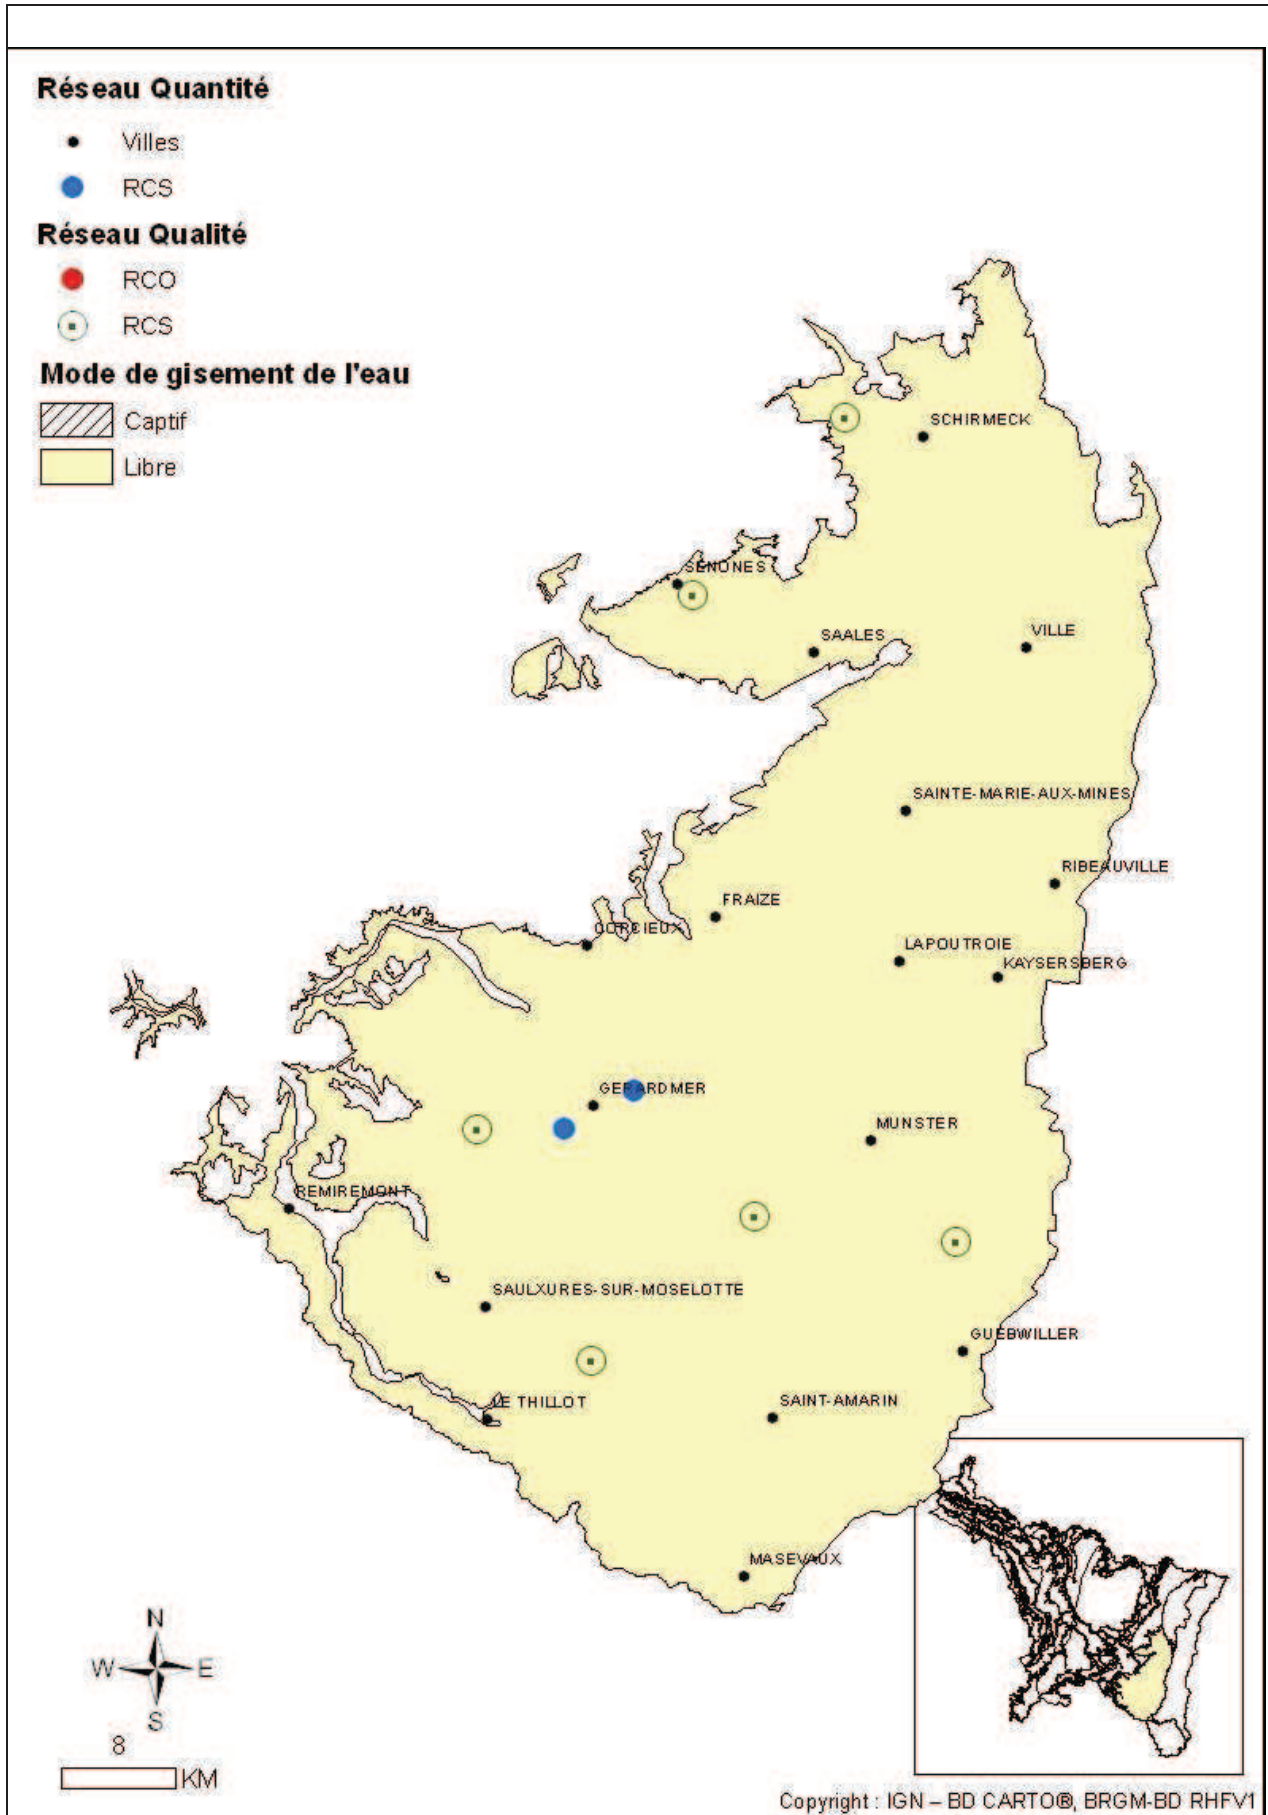 Réseau Quantité
Villes
RCS
Réseau Qualité
RCO
RCS
Mode de gisement de l'eau
Captif
Libre
SCHIRMECK
SENONES
SAALES
VILLE
SAINTE-MARIE-AUX-MINES
RIBEAUVILLE
FRAIZE
CORCIEUX
LAPOUTROIE
KAYSERSBERG
GERARDMER
MUNSTER
REMIREMONT
SAULXURES-SUR-MOSELOTTE
GUEBWILLER
LE THILLOT
SAINT-AMARIN
MASEVAUX
N
W E
S
8
KM
Copyright : IGN – BD CARTO®, BRGM-BD RHFV1